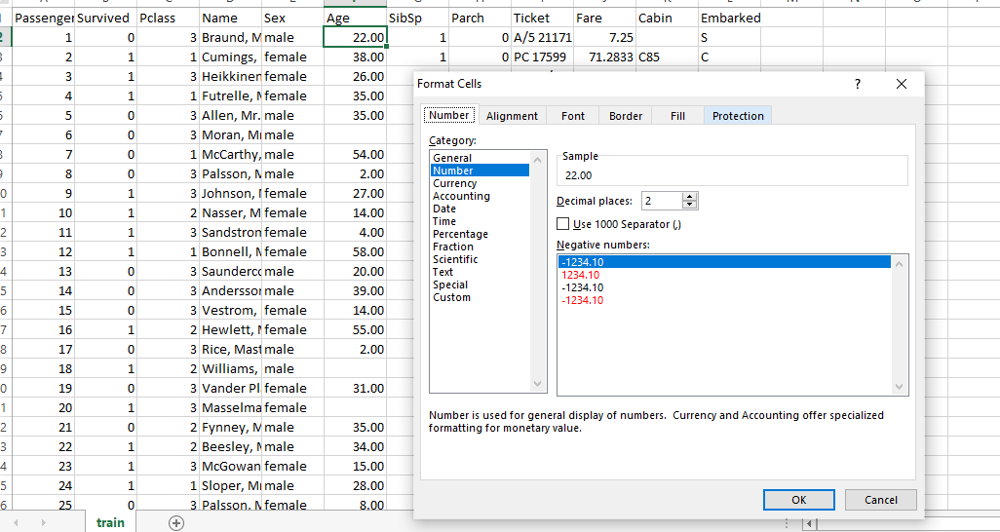 Passenger Survived Pclass Name Sex Age SibSp Parch Ticket Fare Cabin Embarked
1 0 3 Braund, M male 22.00 1 0 A/5 21171 7.25 S
2 1 1 Cumings, female 38.00 1 0 PC 17599 71.2833 C85 C
3 1 3 Heikkinen female 26.00
4 1 1 Futrelle, M female 35.00
5 0 3 Allen, Mr. male 35.00
6 0 3 Moran, Mr male
7 0 1 McCarthy, male 54.00
8 0 3 Palsson, M male 2.00
9 1 3 Johnson, female 27.00
10 1 2 Nasser, M female 14.00
11 1 3 Sandstrom female 4.00
12 1 1 Bonnell, M female 58.00
13 0 3 Saunderco male 20.00
14 0 3 Andersson male 39.00
15 0 3 Vestrom, female 14.00
16 1 2 Hewlett, female 55.00
17 0 3 Rice, Mast male 2.00
18 1 2 Williams, male
19 0 3 Vander Pl female 31.00
20 1 3 Masselma female
21 0 2 Fynney, M male 35.00
22 1 2 Beesley, M male 34.00
23 1 3 McGowan female 15.00
24 1 1 Sloper, Mr male 28.00
25 0 3 Palsson, M female 8.00
train
Format Cells
Number Alignment Font Border Fill Protection
Category:
General
Number
Currency
Accounting
Date
Time
Percentage
Fraction
Scientific
Text
Special
Custom
Sample
22.00
Decimal places: 2
Use 1000 Separator (,)
Negative numbers:
-1234.10
1234.10
-1234.10
-1234.10
Number is used for general display of numbers. Currency and Accounting offer specialized
formatting for monetary value.
OK Cancel